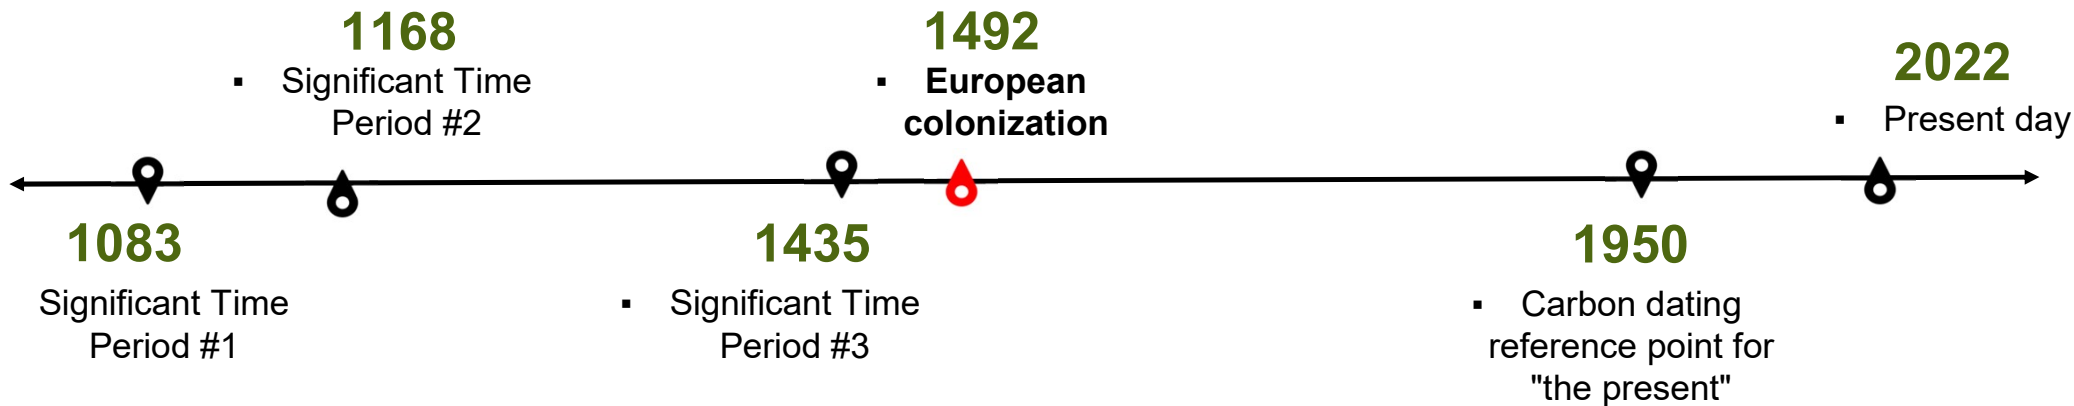 1168
▪ Significant Time
Period #2
1492
▪ European
colonization
2022
▪ Present day
1083
Significant Time
Period #1
1435
▪ Significant Time
Period #3
1950
▪ Carbon dating
reference point for
"the present"